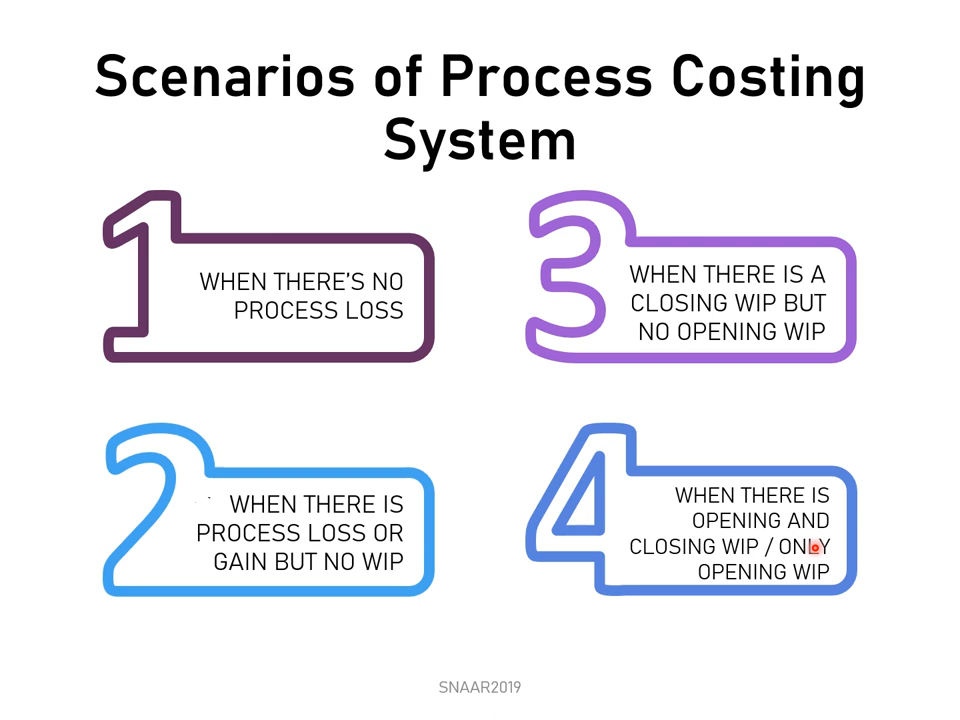 Scenarios of Process Costing
System
1
WHEN THERE'S NO
PROCESS LOSS
2
WHEN THERE IS
PROCESS LOSS OR
GAIN BUT NO WIP
3
WHEN THERE IS A
CLOSING WIP BUT
NO OPENING WIP
4
WHEN THERE IS
OPENING AND
CLOSING WIP / ONLY
OPENING WIP
SNAAR2019